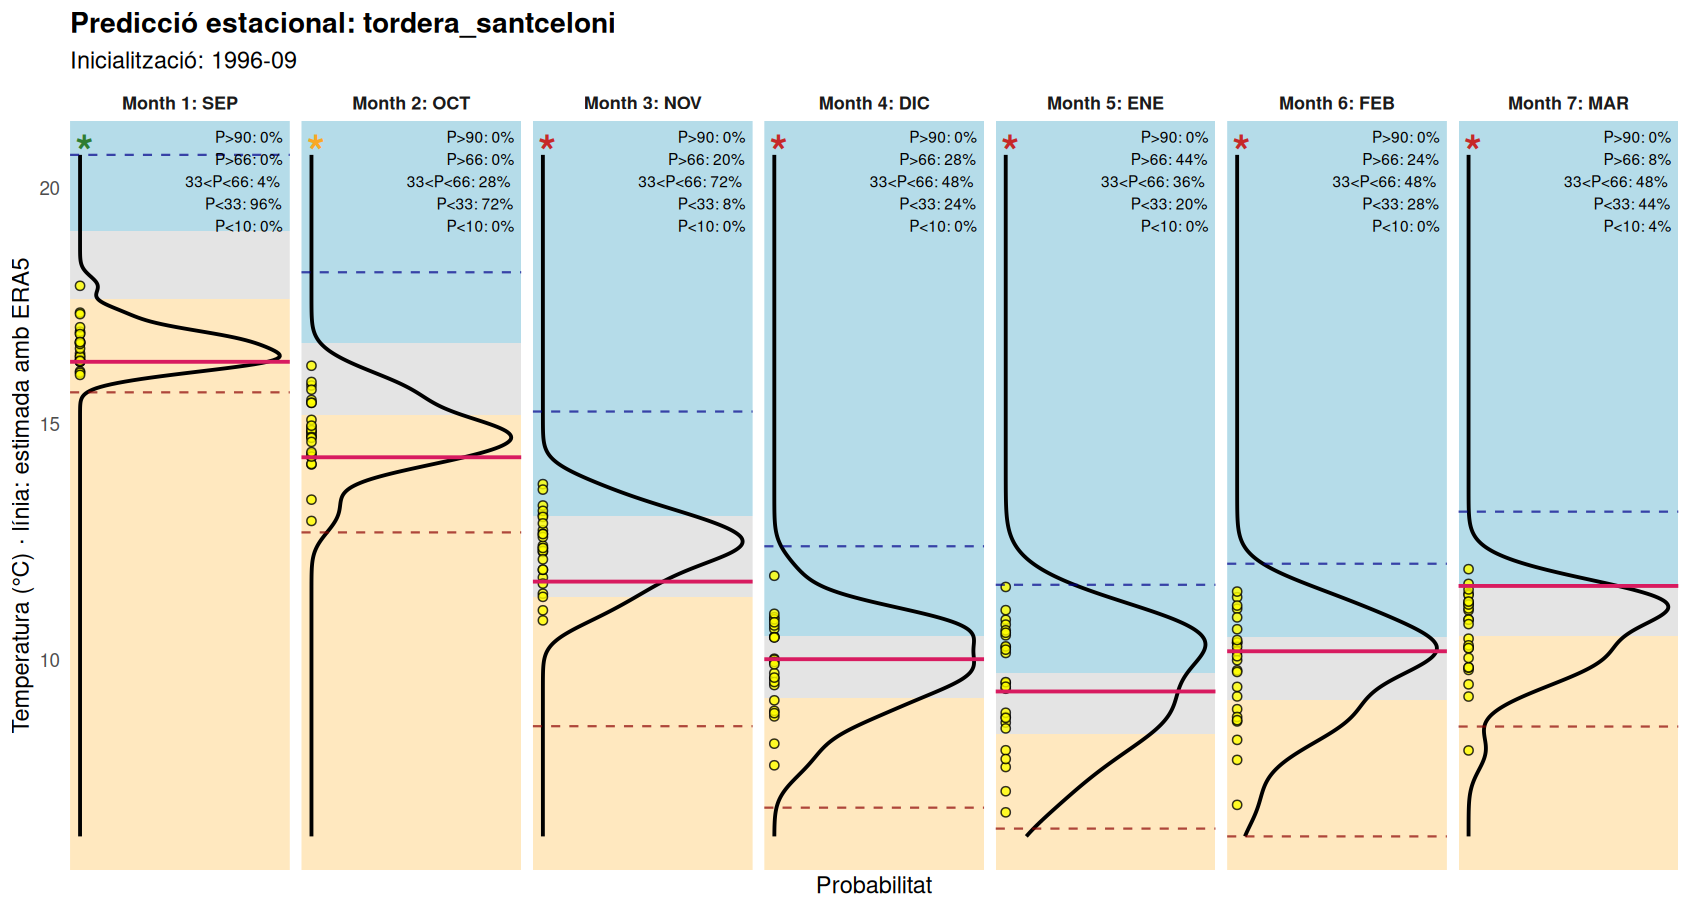 Predicció estacional: tordera_santceloni
Inicialització: 1996-09
Month 1: SEP
Month 2: OCT
Month 3: NOV
Month 4: DIC
Month 5: ENE
Month 6: FEB
Month 7: MAR
*
P>90: 0%
P>66: 0%
33<P<66: 4%
P<33: 96%
P<10: 0%
*
P>90: 0%
P>66: 0%
33<P<66: 28%
P<33: 72%
P<10: 0%
*
P>90: 0%
P>66: 20%
33<P<66: 72%
P<33: 8%
P<10: 0%
*
P>90: 0%
P>66: 28%
33<P<66: 48%
P<33: 24%
P<10: 0%
*
P>90: 0%
P>66: 44%
33<P<66: 36%
P<33: 20%
P<10: 0%
*
P>90: 0%
P>66: 24%
33<P<66: 48%
P<33: 28%
P<10: 0%
*
P>90: 0%
P>66: 8%
33<P<66: 48%
P<33: 44%
P<10: 4%
20
15
10
Temperatura (°C) · línia: estimada amb ERA5
Probabilitat